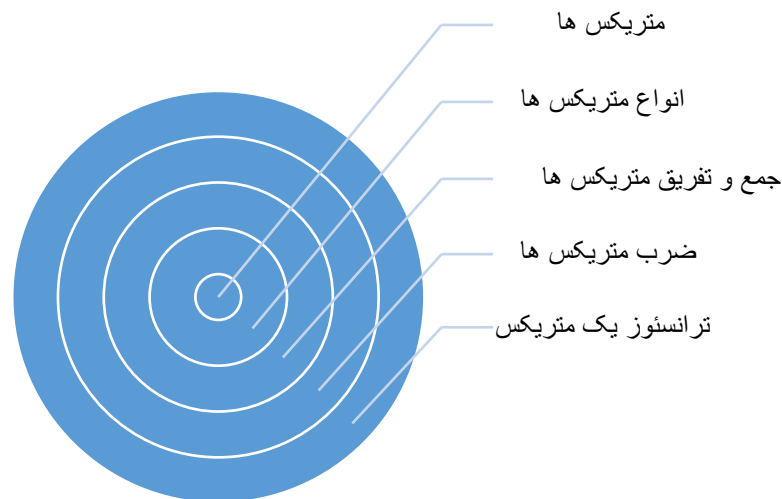 متریکس ها
انواع متریکس ها
جمع و تفریق متریکس ها
ضرب متریکس ها
ترانسئوز یک متریکس